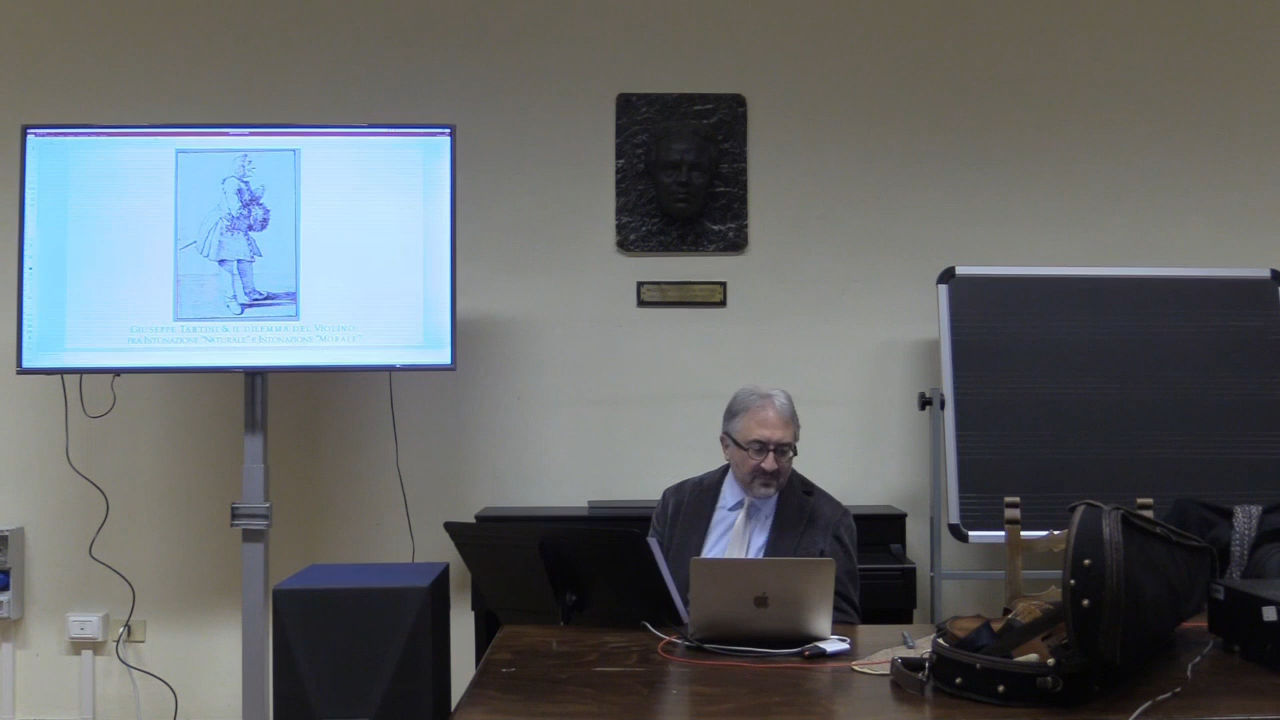 GIUSEPPE TARTINI & IL DILEMMA DEL VIOLINO:
FRA INTONAZIONE "NATURALE" E INTONAZIONE "MORALE"